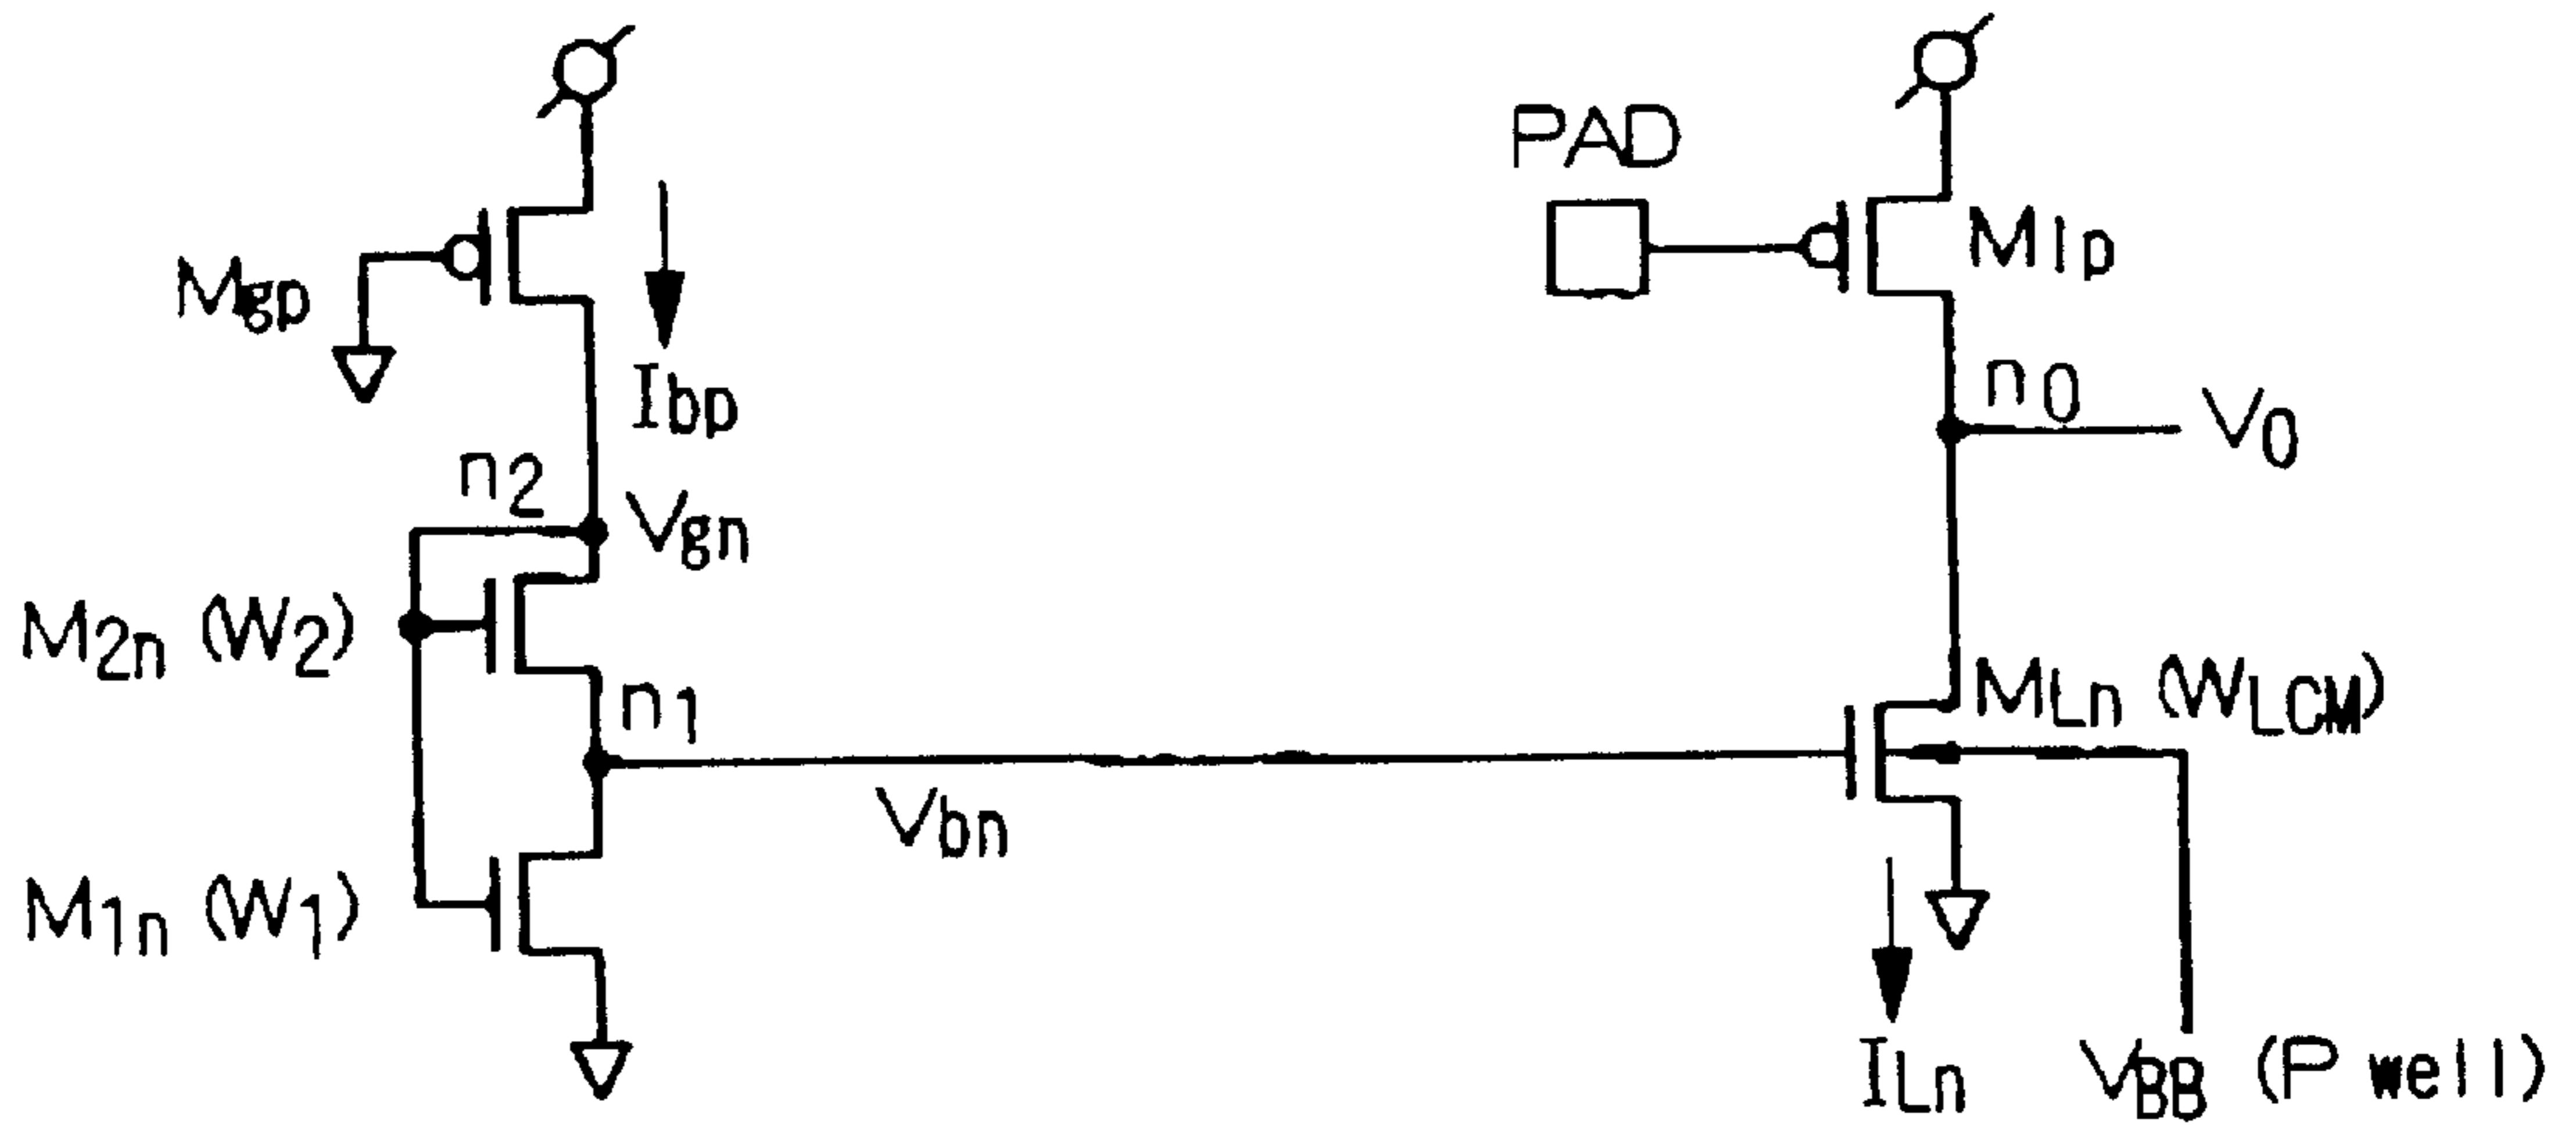 PAD
Mgp
M1p
Ibp
n0
V0
n2
Vgn
M2n (W2)
n1
MLn (WLCM)
Vbn
M1n (W1)
ILn
VBB (P well)